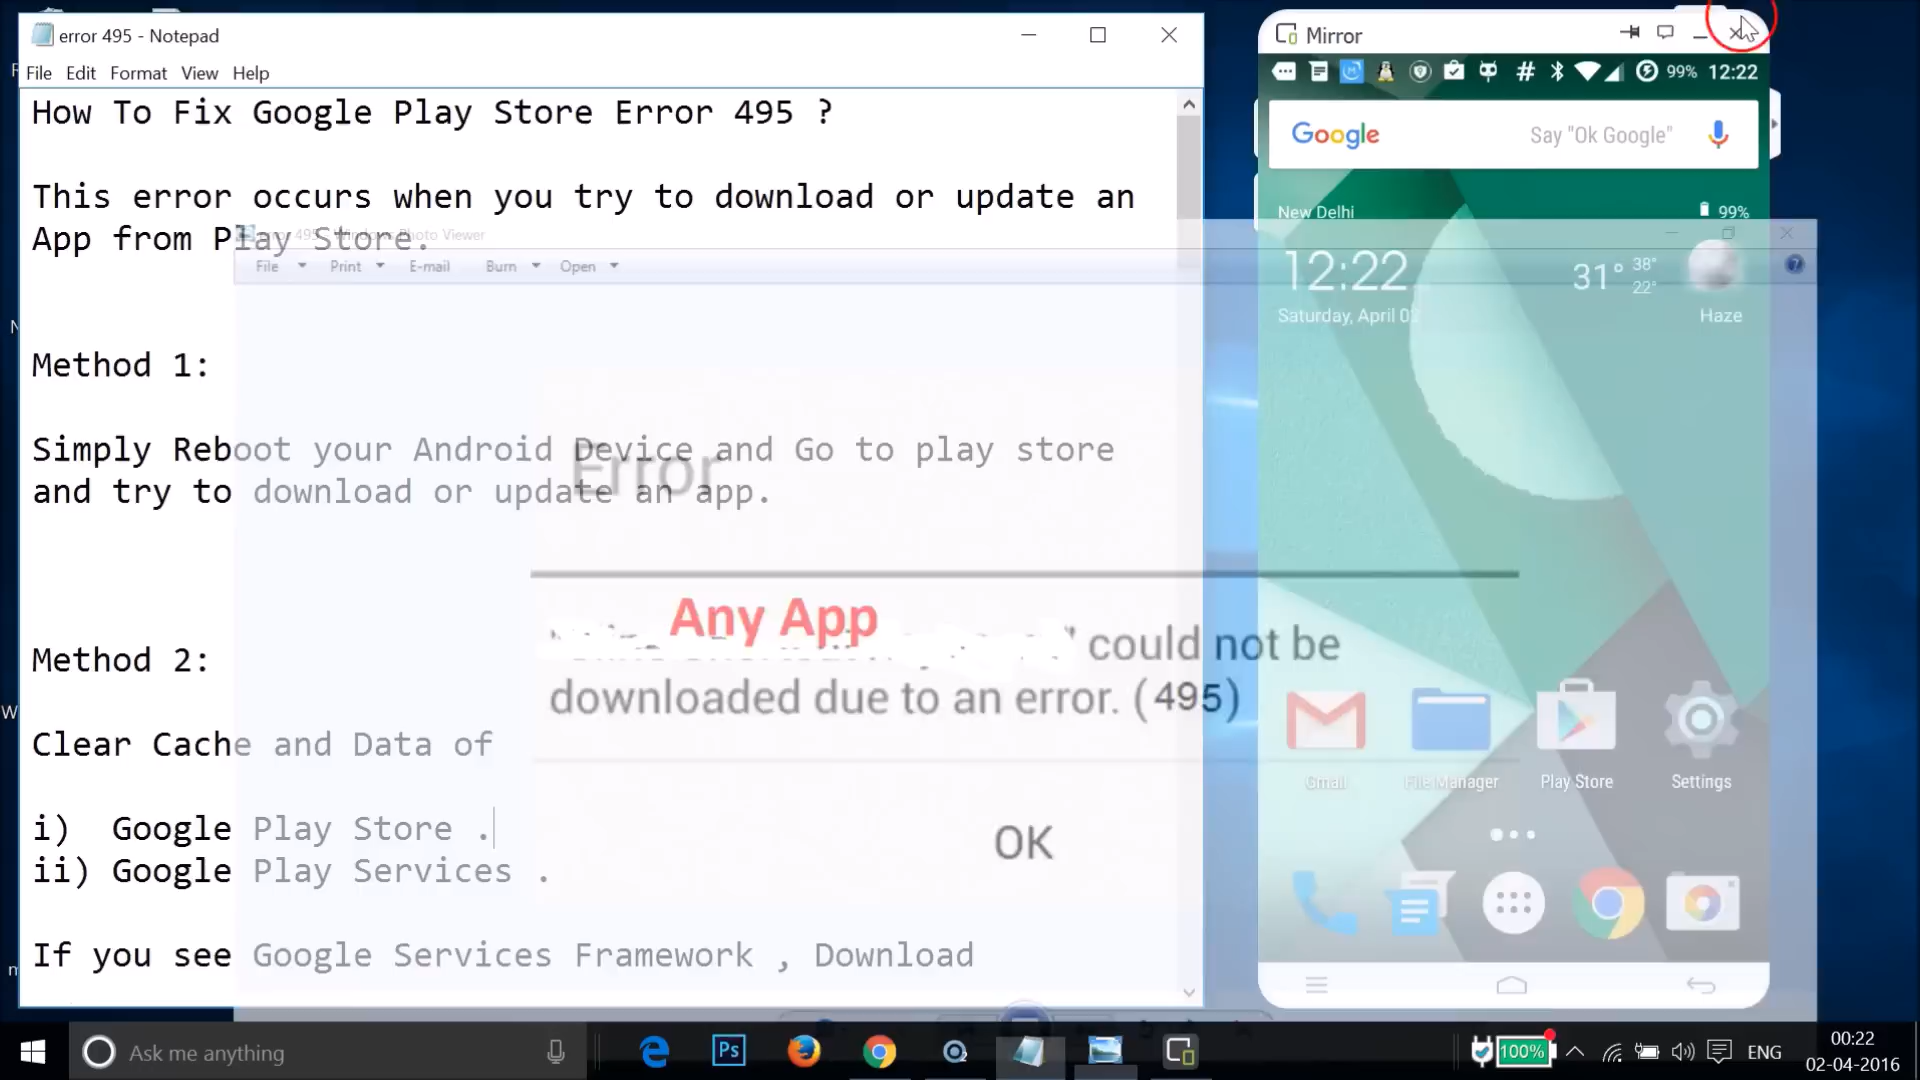 error 495 - Notepad
File Edit Format View Help
How To Fix Google Play Store Error 495 ?
This error occurs when you try to download or update an
App from Play Store.
Method 1:
Simply Reboot your Android Device and Go to play store
and try to download or update an app.
Method 2:
Clear Cache and Data of
i) Google Play Store .
ii) Google Play Services .
If you see Google Services Framework , Download
error 495 - Windows Photo Viewer
File Print E-mail Burn Open
Error
Any App
could not be
downloaded due to an error. (495)
OK
Mirror
99% 12:22
Google Say "Ok Google"
New Delhi 99%
12:22 31° 38°
22°
Saturday, April 02 Haze
Gmail File Manager Play Store Settings
Ask me anything
Ps
100%
ENG
00:22
02-04-2016